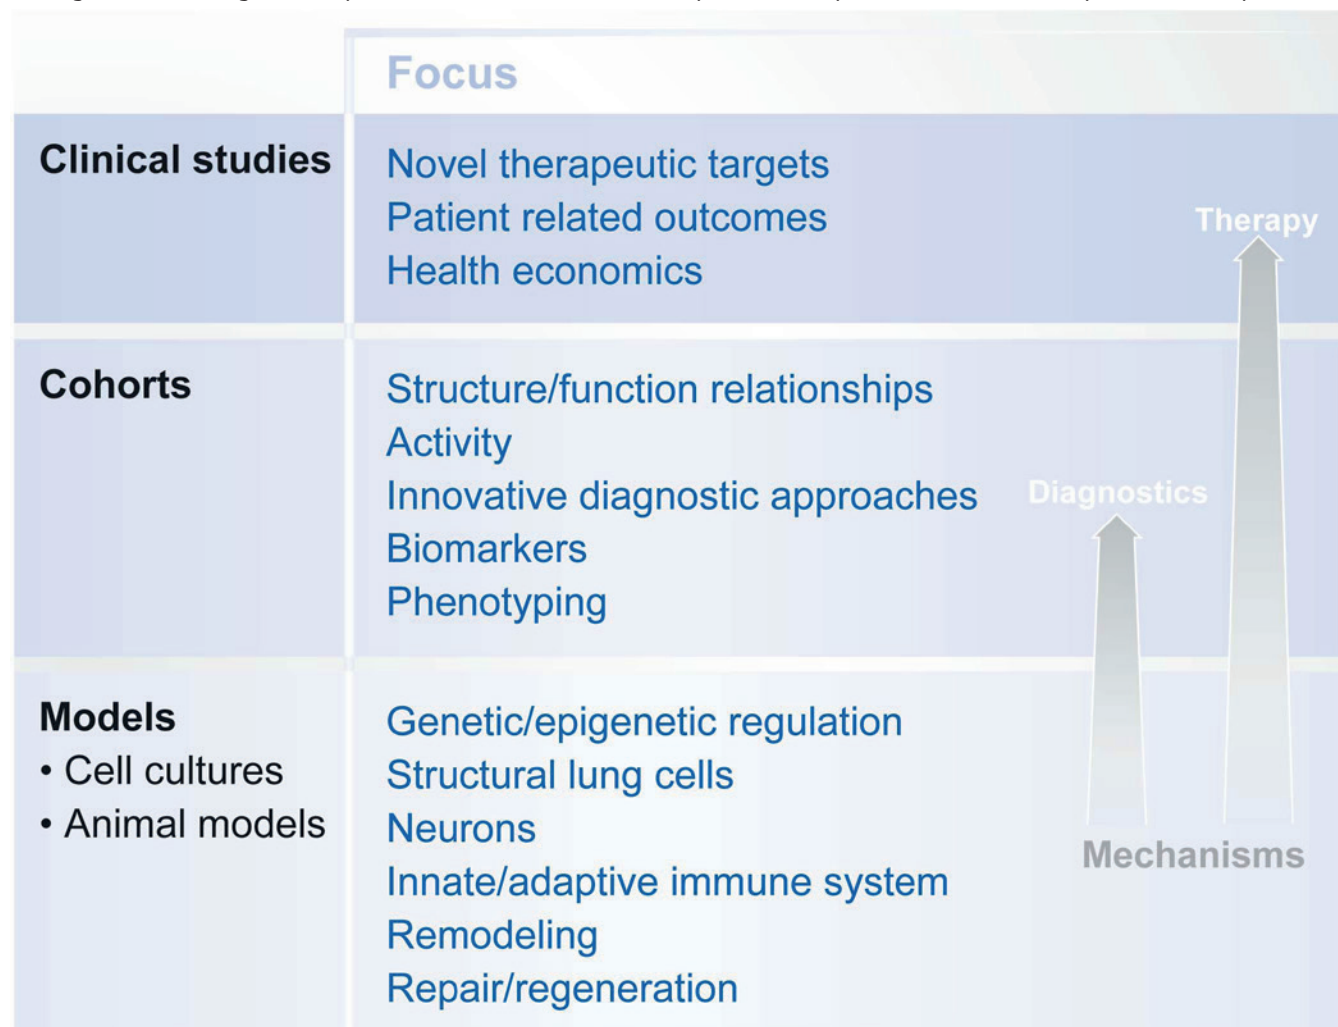 Focus
Clinical studies
Novel therapeutic targets
Patient related outcomes
Health economics
Therapy
Cohorts
Structure/function relationships
Activity
Innovative diagnostic approaches
Biomarkers
Phenotyping
Diagnostics
Models
• Cell cultures
• Animal models
Genetic/epigenetic regulation
Structural lung cells
Neurons
Innate/adaptive immune system
Remodeling
Repair/regeneration
Mechanisms